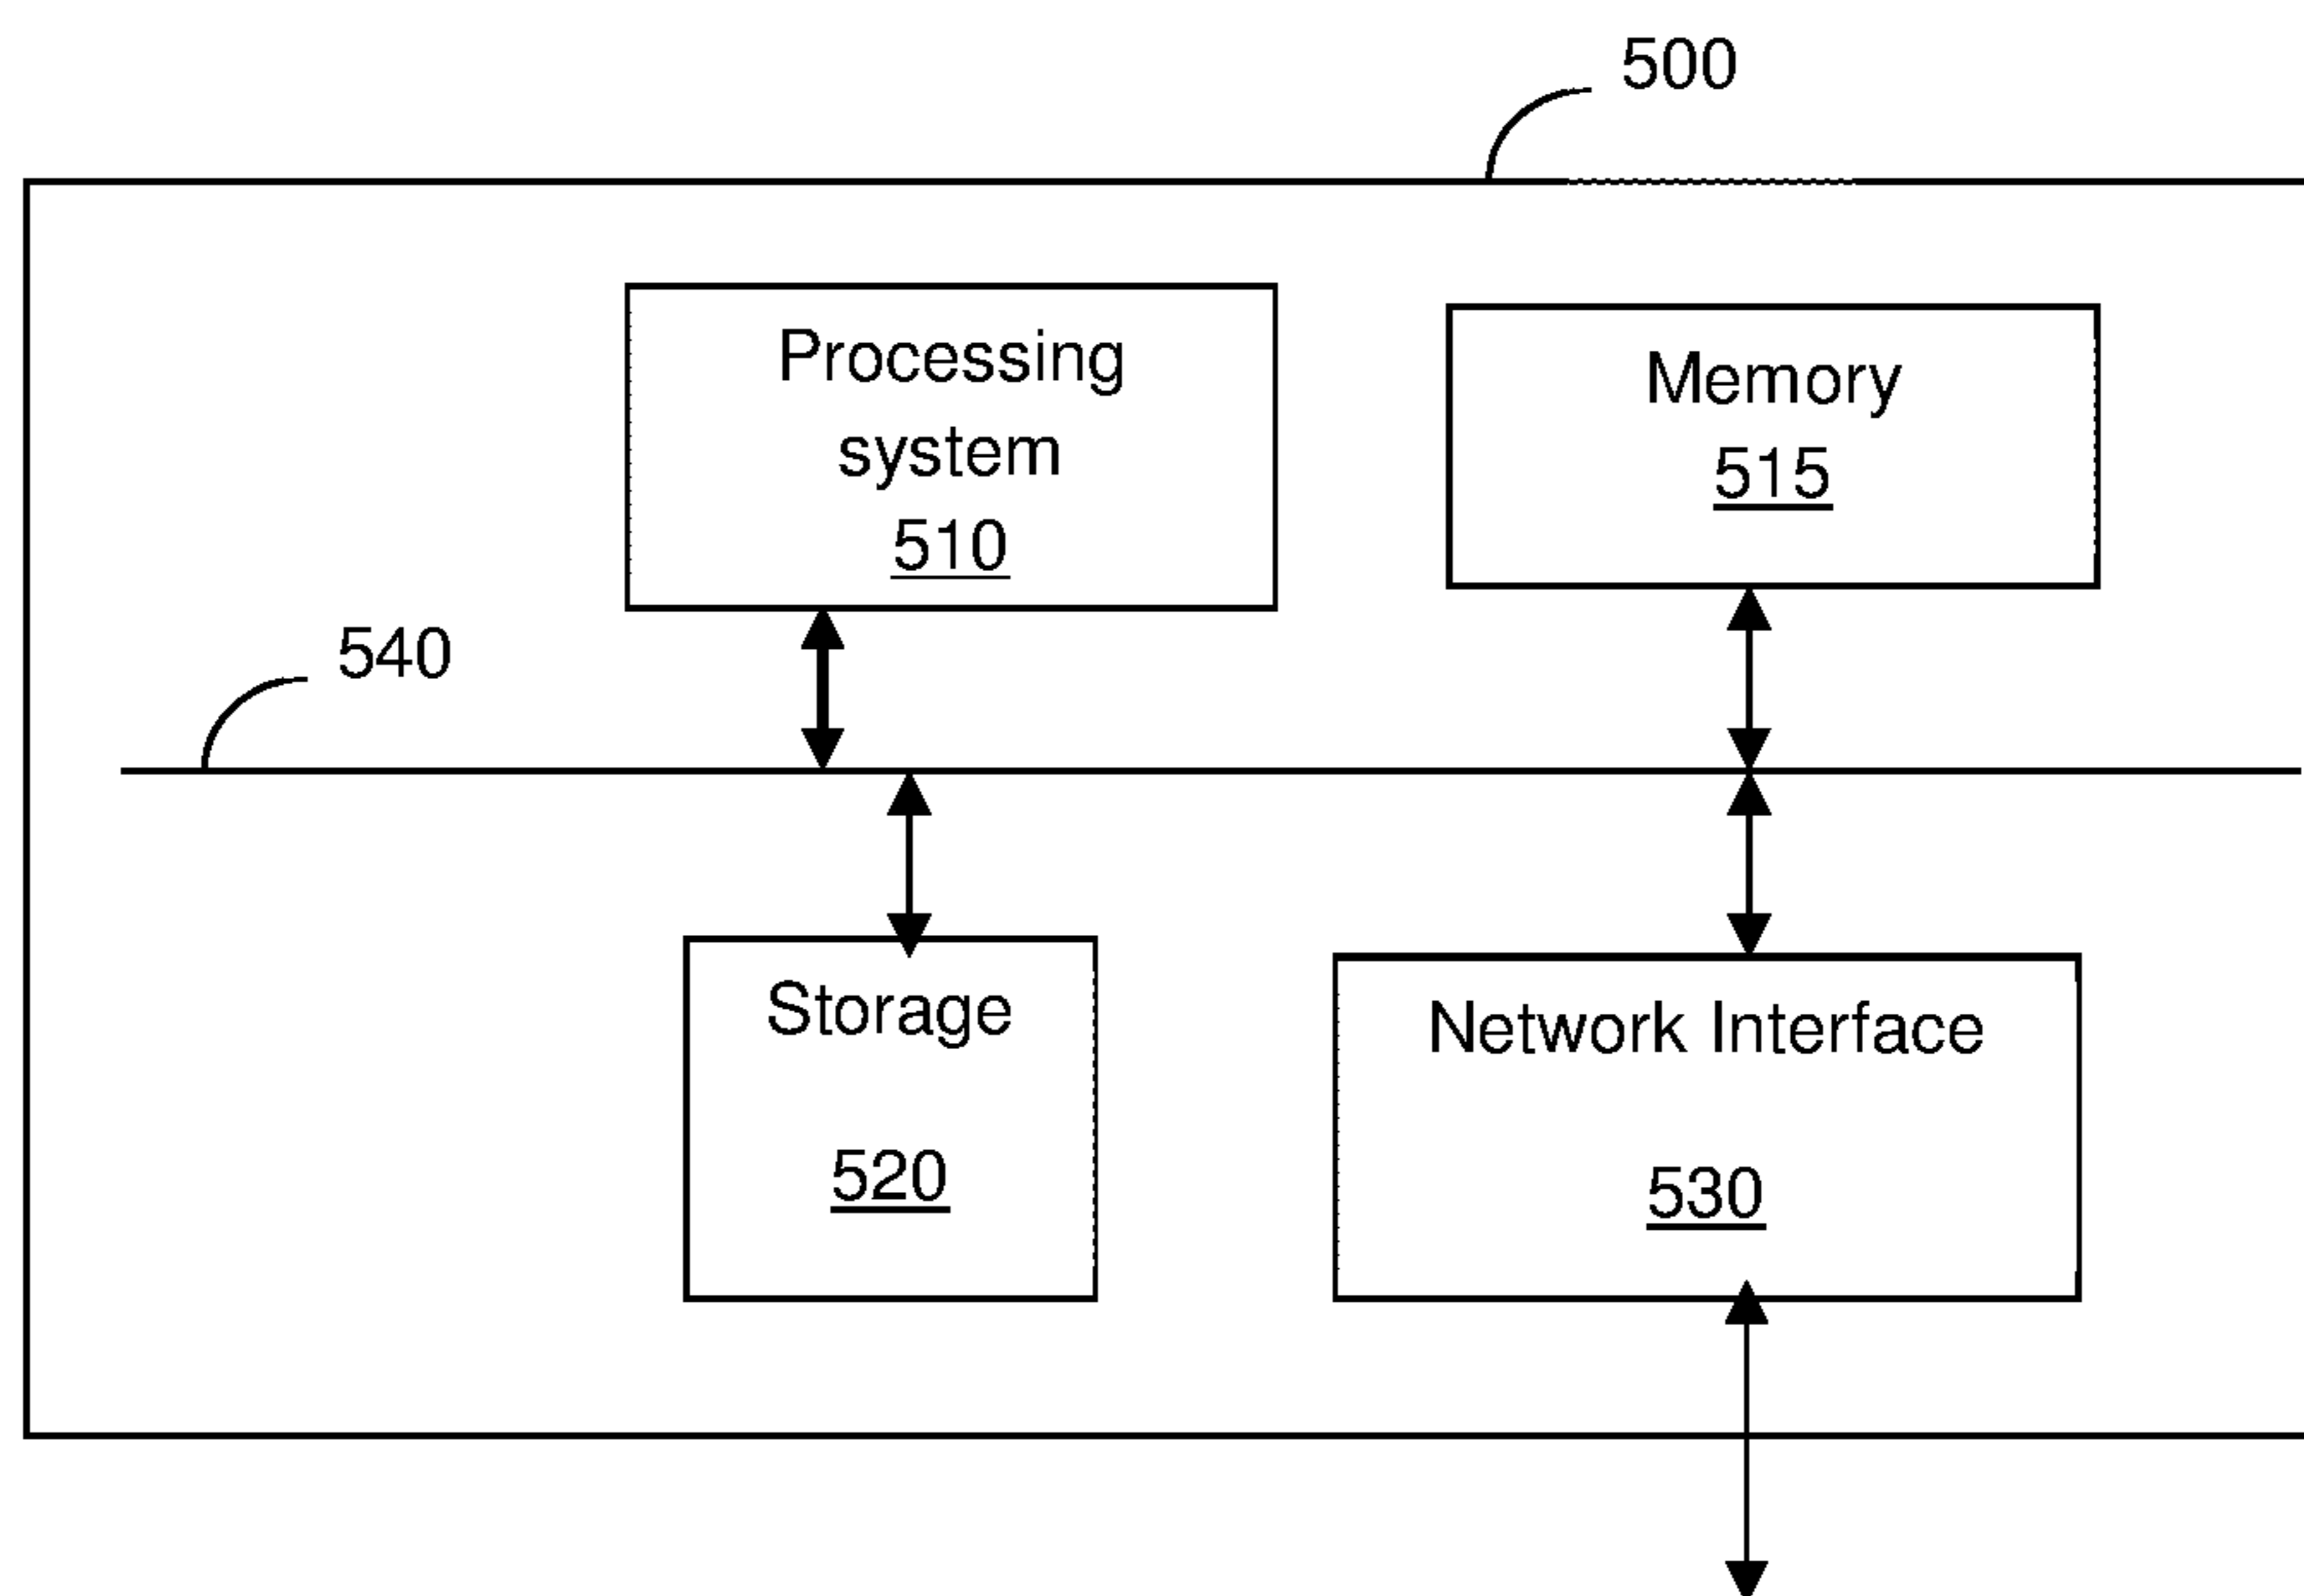 500
Processing
system
510
Memory
515
540
Storage
520
Network Interface
530